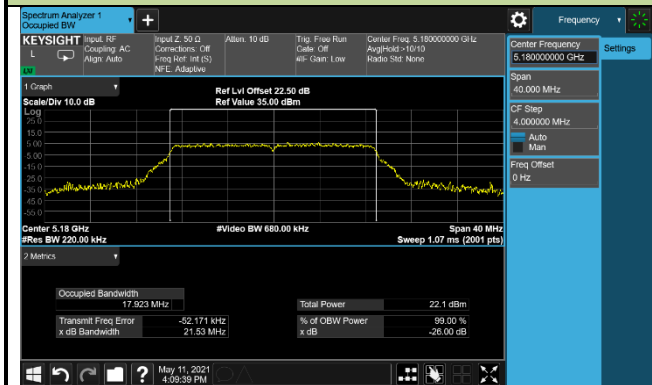 Spectrum Analyzer 1
Occupied BW
Frequency
KEYSIGHT
L
LM
Input: RF
Coupling: AC
Align: Auto
Input Z: 50 Ω
Corrections: Off
Freq Ref: Int (S)
NFE: Adaptive
Atten: 10 dB
Trig: Free Run
Gate: Off
#IF Gain: Low
Center Freq: 5.180000000 GHz
Avg|Hold:>10/10
Radio Std: None
Center Frequency
5.180000000 GHz
Settings
Span
40.000 MHz
CF Step
4.000000 MHz
Auto
Man
Freq Offset
0 Hz
1 Graph
Scale/Div 10.0 dB
Ref Lvl Offset 22.50 dB
Ref Value 35.00 dBm
Log
25.0
15.0
5.00
-5.00
-15.0
-25.0
-35.0
-45.0
-55.0
Center 5.18 GHz
#Video BW 680.00 kHz
Span 40 MHz
#Res BW 220.00 kHz
Sweep 1.07 ms (2001 pts)
2 Metrics
Occupied Bandwidth
17.923 MHz
Total Power
22.1 dBm
Transmit Freq Error
-52.171 kHz
% of OBW Power
99.00 %
x dB Bandwidth
21.53 MHz
x dB
-26.00 dB
?
May 11, 2021
4:09:39 PM